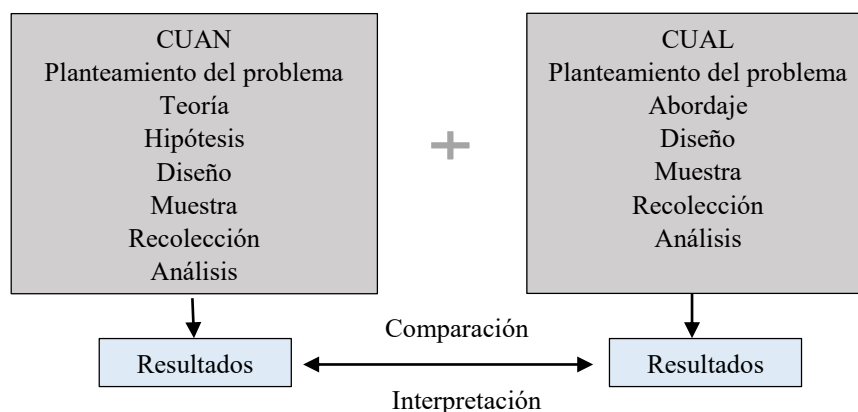 CUAN
Planteamiento del problema
Teoría
Hipótesis
Diseño
Muestra
Recolección
Análisis
+
CUAL
Planteamiento del problema
Abordaje
Diseño
Muestra
Recolección
Análisis
Resultados
Comparación
Interpretación
Resultados